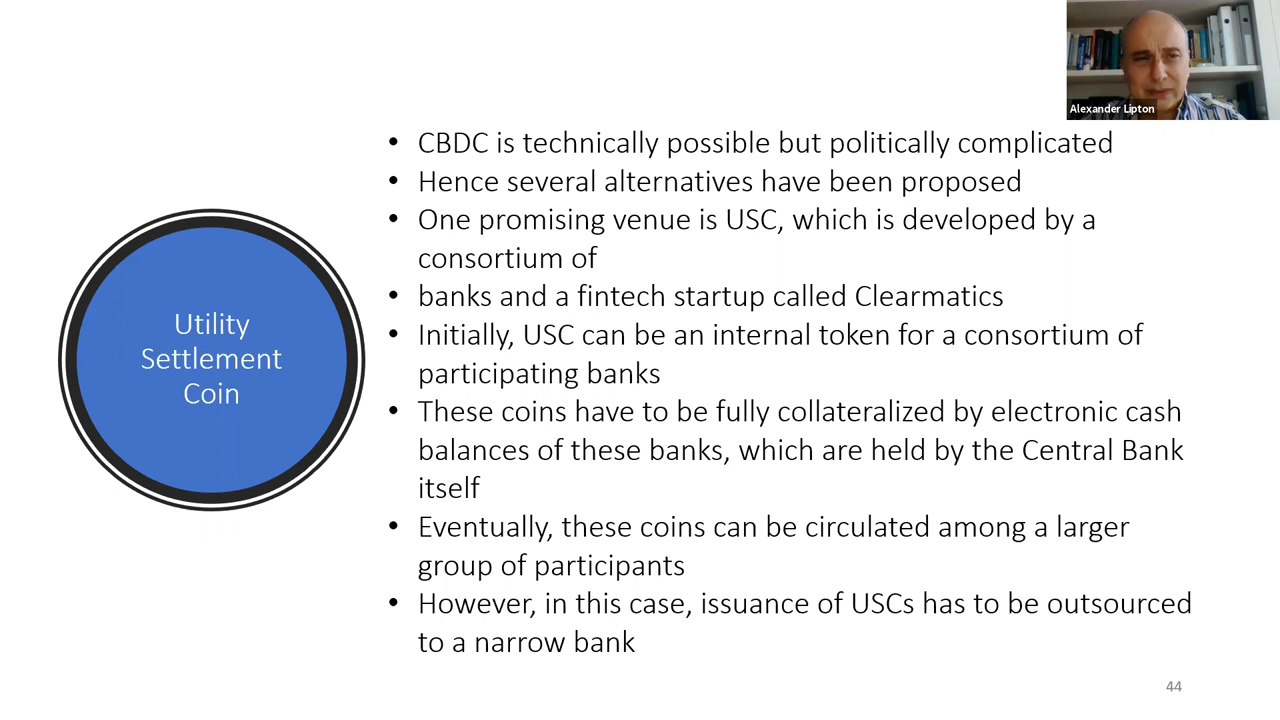 Alexander Lipton
Utility
Settlement
Coin
• CBDC is technically possible but politically complicated
• Hence several alternatives have been proposed
• One promising venue is USC, which is developed by a
consortium of
• banks and a fintech startup called Clearmatics
• Initially, USC can be an internal token for a consortium of
participating banks
• These coins have to be fully collateralized by electronic cash
balances of these banks, which are held by the Central Bank
itself
• Eventually, these coins can be circulated among a larger
group of participants
• However, in this case, issuance of USCs has to be outsourced
to a narrow bank
44